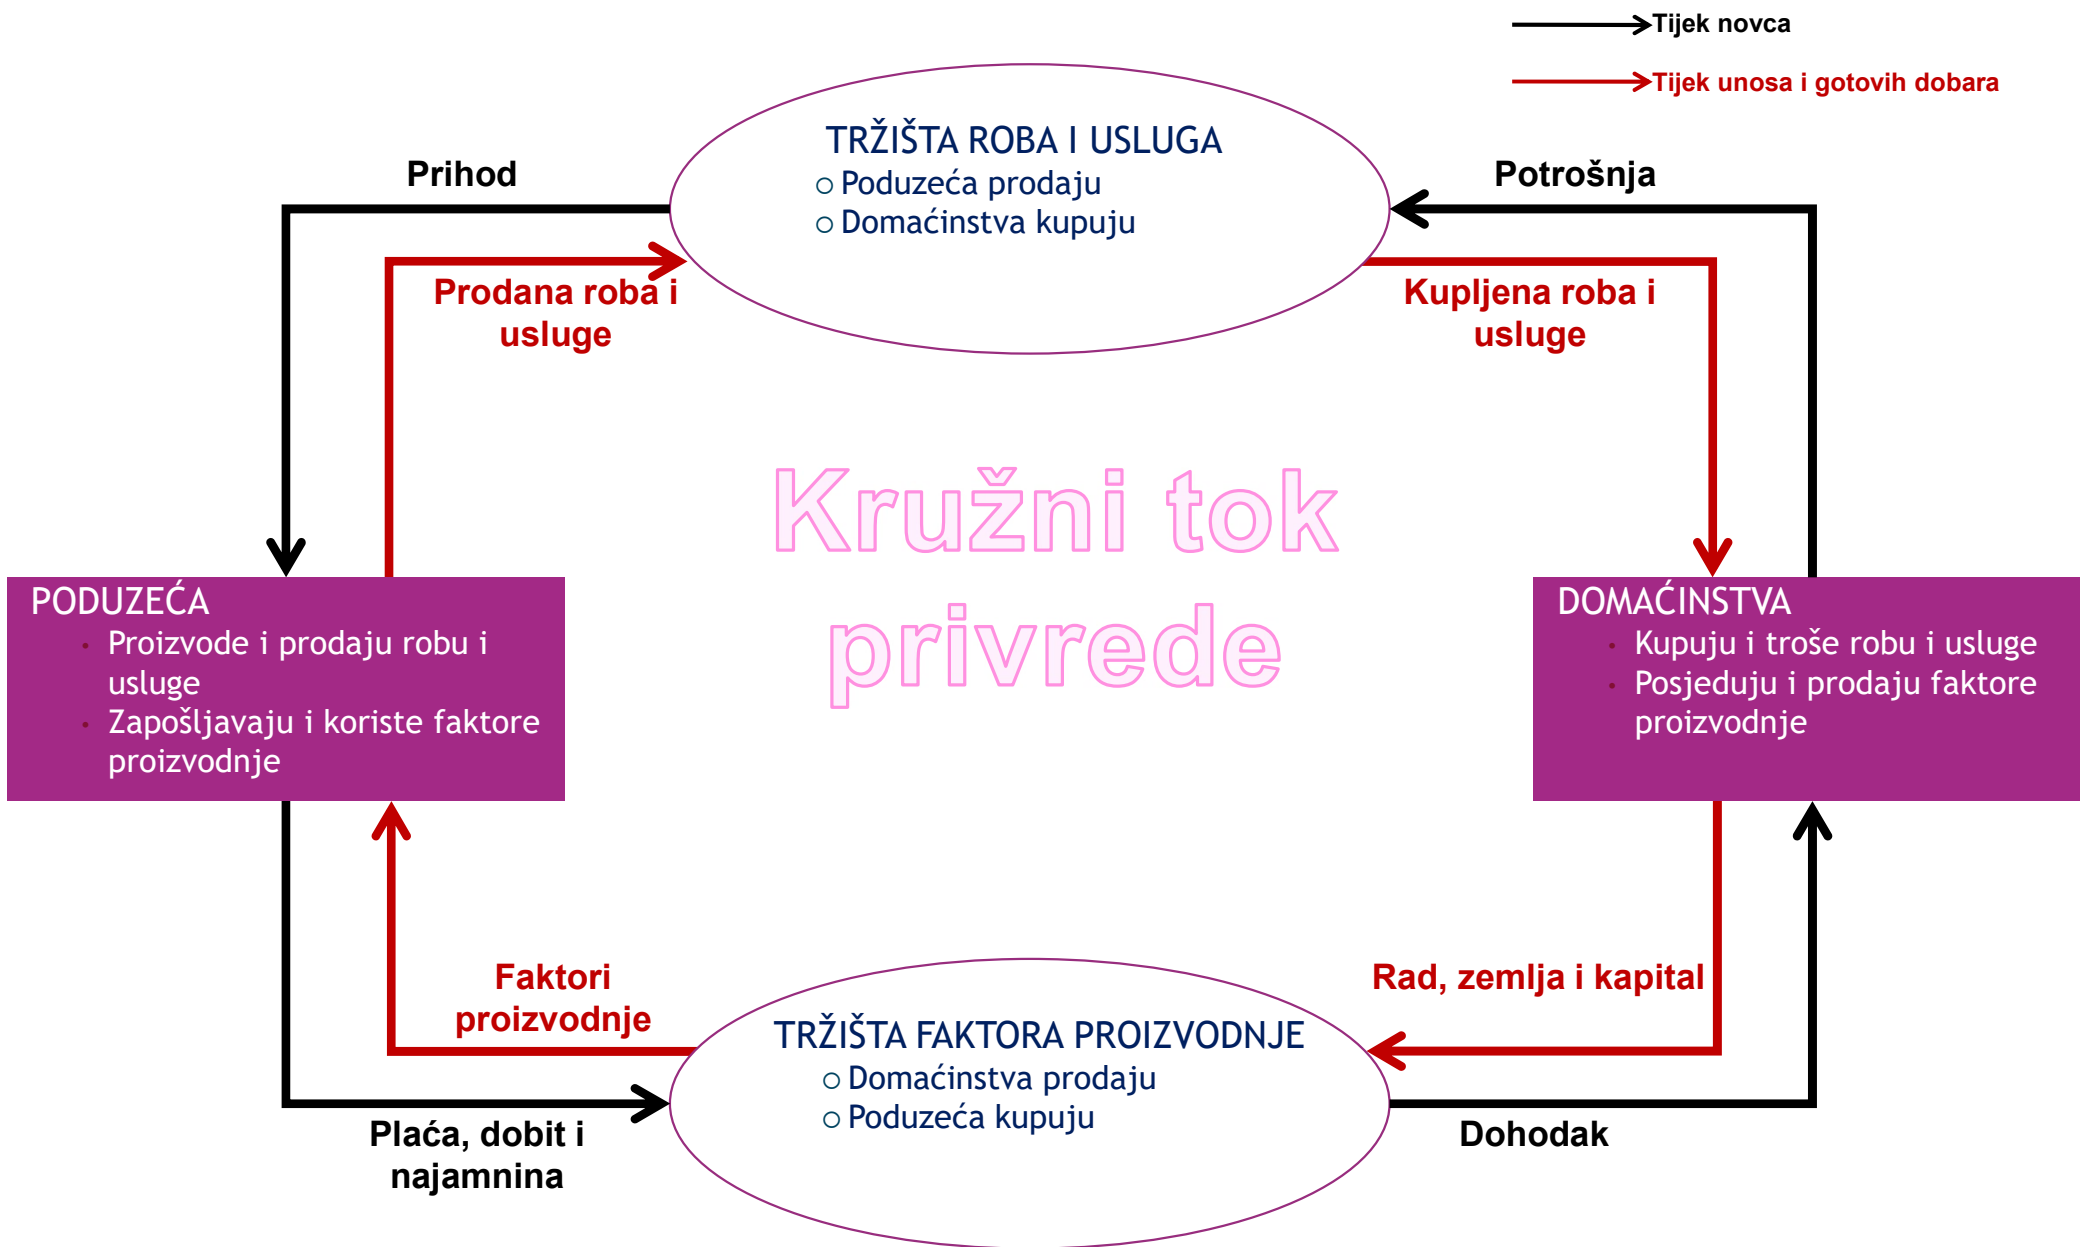 Tijek novca
Tijek unosa i gotovih dobara
TRŽIŠTA ROBA I USLUGA
○ Poduzeća prodaju
○ Domaćinstva kupuju
Prihod
Potrošnja
Prodana roba i
usluge
Kupljena roba i
usluge
Kružni tok
privrede
PODUZEĆA
• Proizvode i prodaju robu i
usluge
• Zapošljavaju i koriste faktore
proizvodnje
DOMAĆINSTVA
• Kupuju i troše robu i usluge
• Posjeduju i prodaju faktore
proizvodnje
Faktori
proizvodnje
Rad, zemlja i kapital
TRŽIŠTA FAKTORA PROIZVODNJE
○ Domaćinstva prodaju
○ Poduzeća kupuju
Plaća, dobit i
najamnina
Dohodak